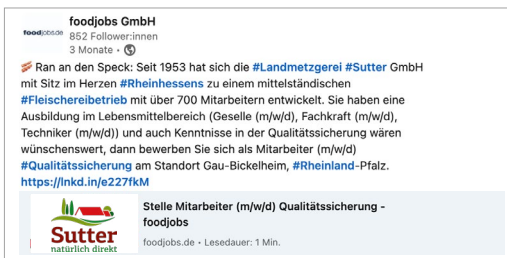 foodjobs GmbH
foodjobs.de
852 Follower:innen
3 Monate •
Ran an den Speck: Seit 1953 hat sich die #Landmetzgerei #Sutter GmbH
mit Sitz im Herzen #Rheinhessens zu einem mittelständischen
#Fleischereibetrieb mit über 700 Mitarbeitern entwickelt. Sie haben eine
Ausbildung im Lebensmittelbereich (Geselle (m/w/d), Fachkraft (m/w/d),
Techniker (m/w/d)) und auch Kenntnisse in der Qualitätssicherung wären
wünschenswert, dann bewerben Sie sich als Mitarbeiter (m/w/d)
#Qualitätssicherung am Standort Gau-Bickelheim, #Rheinland-Pfalz.
https://lnkd.in/e227fkM
Stelle Mitarbeiter (m/w/d) Qualitätssicherung -
foodjobs
foodjobs.de • Lesedauer: 1 Min.
Sutter
natürlich direkt